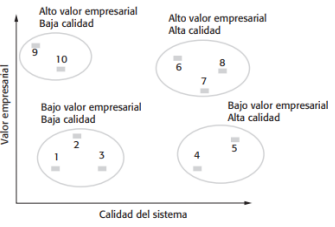 Alto valor empresarial
Baja calidad
9
10
Alto valor empresarial
Alta calidad
6
8
7
Bajo valor empresarial
Baja calidad
2
1
3
Bajo valor empresarial
Alta calidad
5
4
Valor empresarial
Calidad del sistema